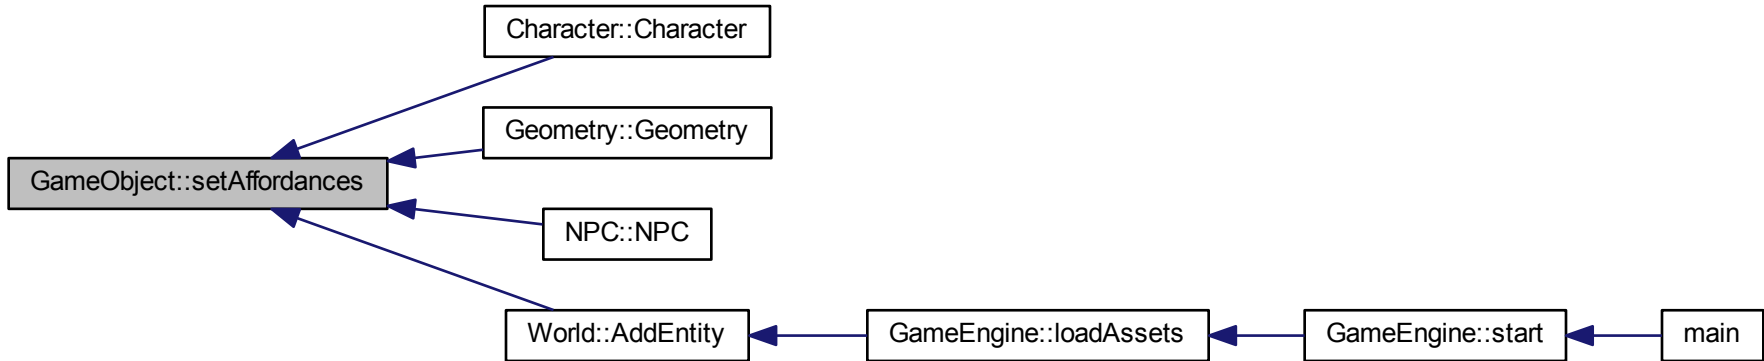 Character::Character
Geometry::Geometry
GameObject::setAffordances
NPC::NPC
World::AddEntity
GameEngine::loadAssets
GameEngine::start
main